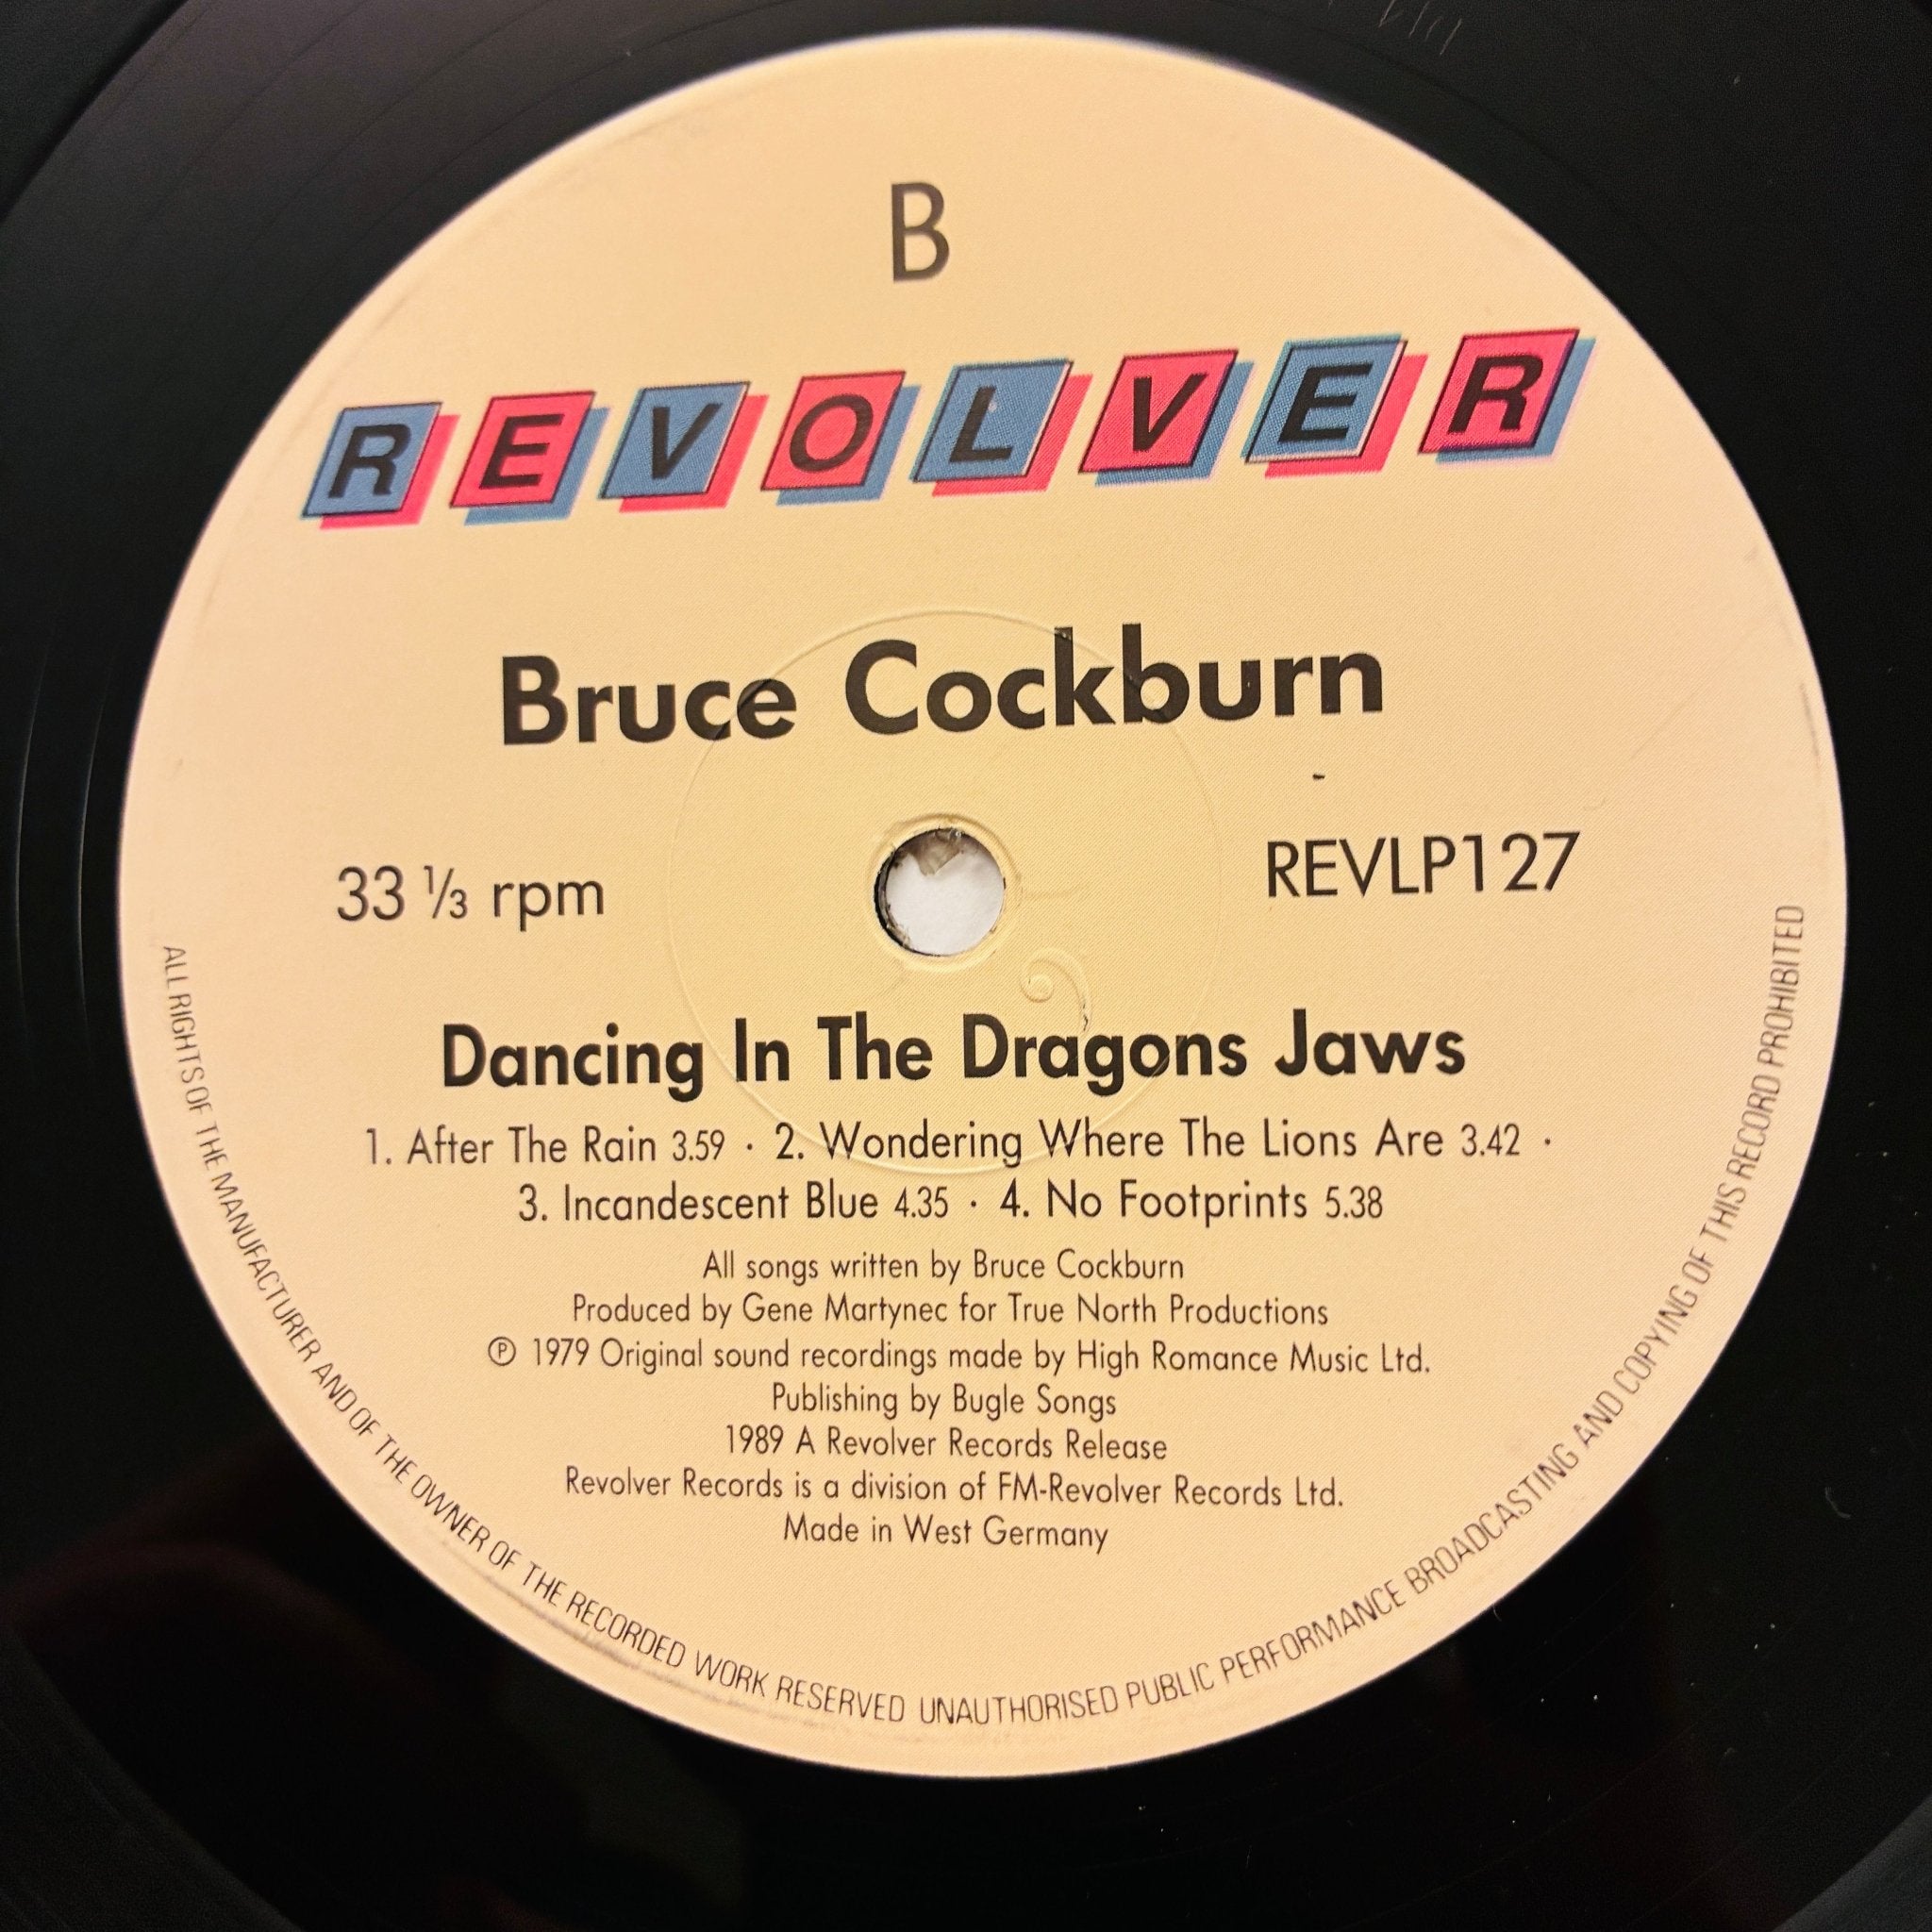 B
REVOLVER
Bruce Cockburn
33 ⅓ rpm
REVLP127
Dancing In The Dragons Jaws
1. After The Rain 3.59 · 2. Wondering Where The Lions Are 3.42 ·
3. Incandescent Blue 4.35 · 4. No Footprints 5.38
All songs written by Bruce Cockburn
Produced by Gene Martynec for True North Productions
℗ 1979 Original sound recordings made by High Romance Music Ltd.
Publishing by Bugle Songs
1989 A Revolver Records Release
Revolver Records is a division of FM-Revolver Records Ltd.
Made in West Germany
ALL RIGHTS OF THE MANUFACTURER AND OF THE OWNER OF THE RECORDED WORK RESERVED UNAUTHORISED PUBLIC PERFORMANCE BROADCASTING AND COPYING OF THIS RECORD PROHIBITED